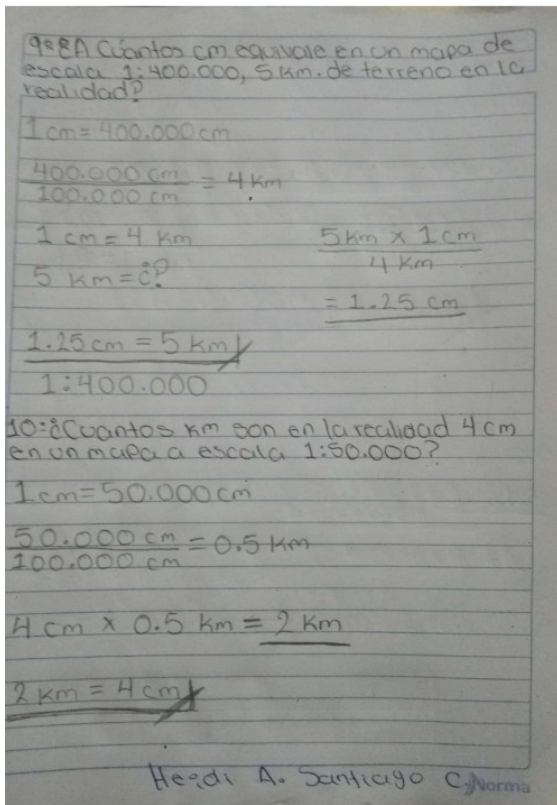 9=¿A Cuántos cm equivale en un mapa de
escala 1:400.000, 5 km. de terreno en la
realidad?
1 cm = 400.000 cm
400.000 cm
100.000 cm = 4 km
1 cm = 4 km
5 km = ¿?
5 km x 1 cm
4 km
= 1.25 cm
1.25 cm = 5 km
1:400.000
10=¿Cuantos km son en la realidad 4 cm
en un mapa a escala 1:50.000?
1 cm = 50.000 cm
50.000 cm
100.000 cm = 0.5 km
4 cm x 0.5 km = 2 km
2 km = 4 cm
Heidi A. Santiago C.
Norma